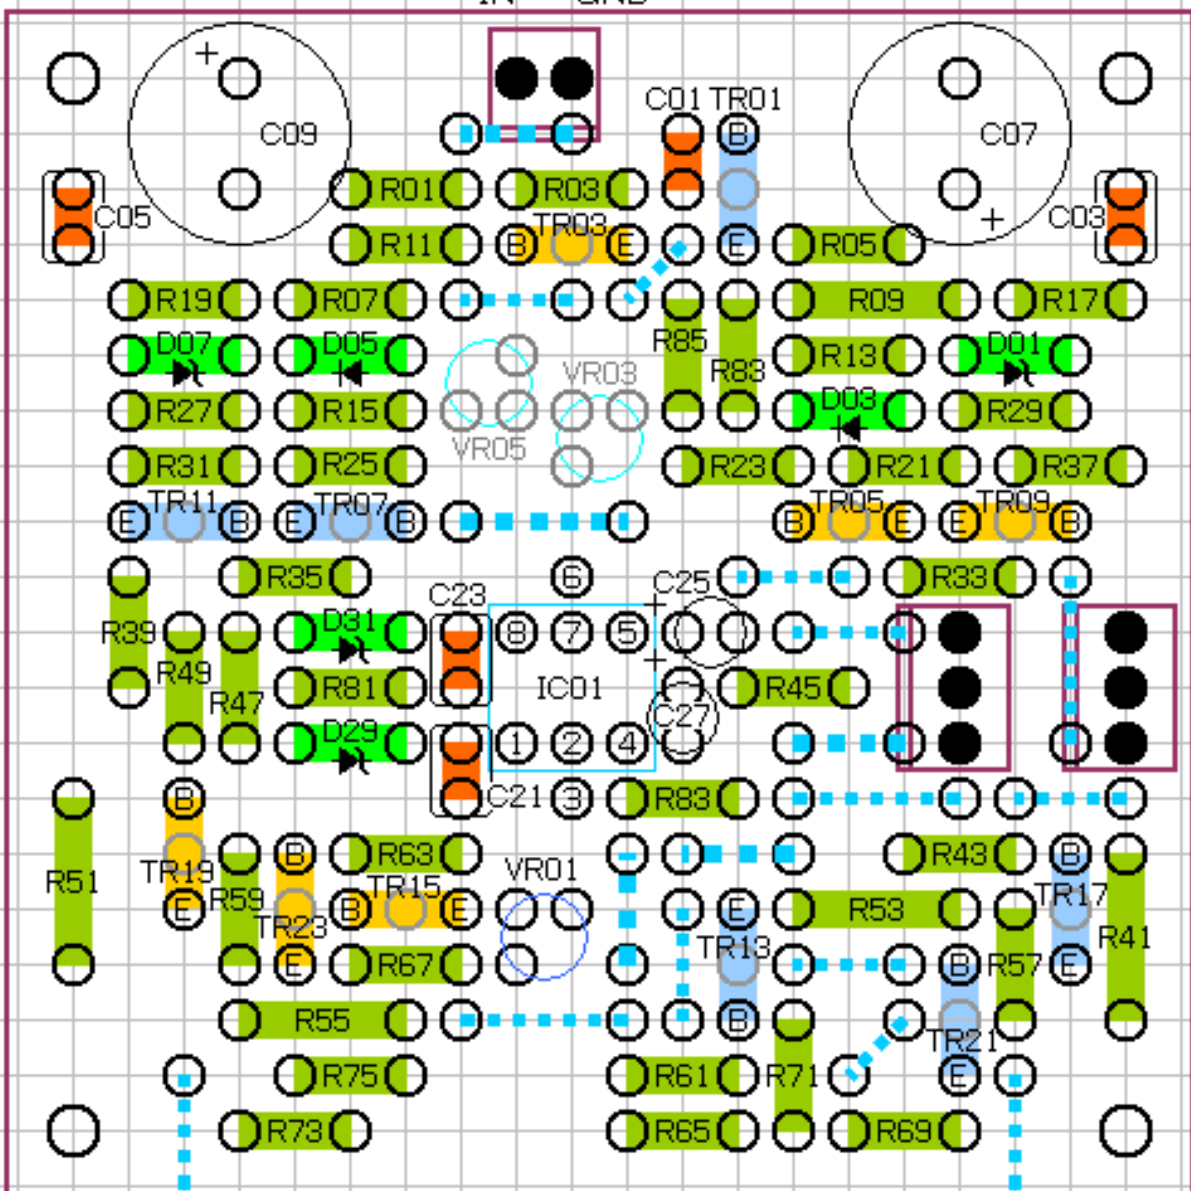 IN GND
C01 TR01
+ B
C09 C07
R01 R03
C05 C03
TR03 +
R11 B E E R05
R19 R07 R09 R17
D07 D05 R85 R13 D01
VR03 R83
R27 R15 D03 R29
VR05
R31 R25 R23 R21 R37
TR11 TR07 TR05 TR09
E B E B B E E B
R35 6 C25 R33
C23 +
R39 D31 8 7 5
R49 +
R47 R81 IC01 R45
C27
D29 1 2 4
B C21 3 R83
R51 TR19 B R63 VR01 R43 B
R59 TR15 TR17
E TR23 B E E R53
TR13 R41
E R67 B R57 E
R55 B TR21
R75 R61 R71 E
R73 R65 R69